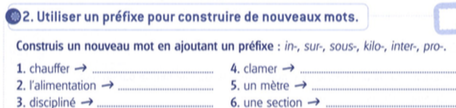 2. Utiliser un préfixe pour construire de nouveaux mots.
Construis un nouveau mot en ajoutant un préfixe : in-, sur-, sous-, kilo-, inter-, pro-.
1. chauffer →
2. l'alimentation →
3. discipliné →
4. clamer →
5. un mètre →
6. une section →